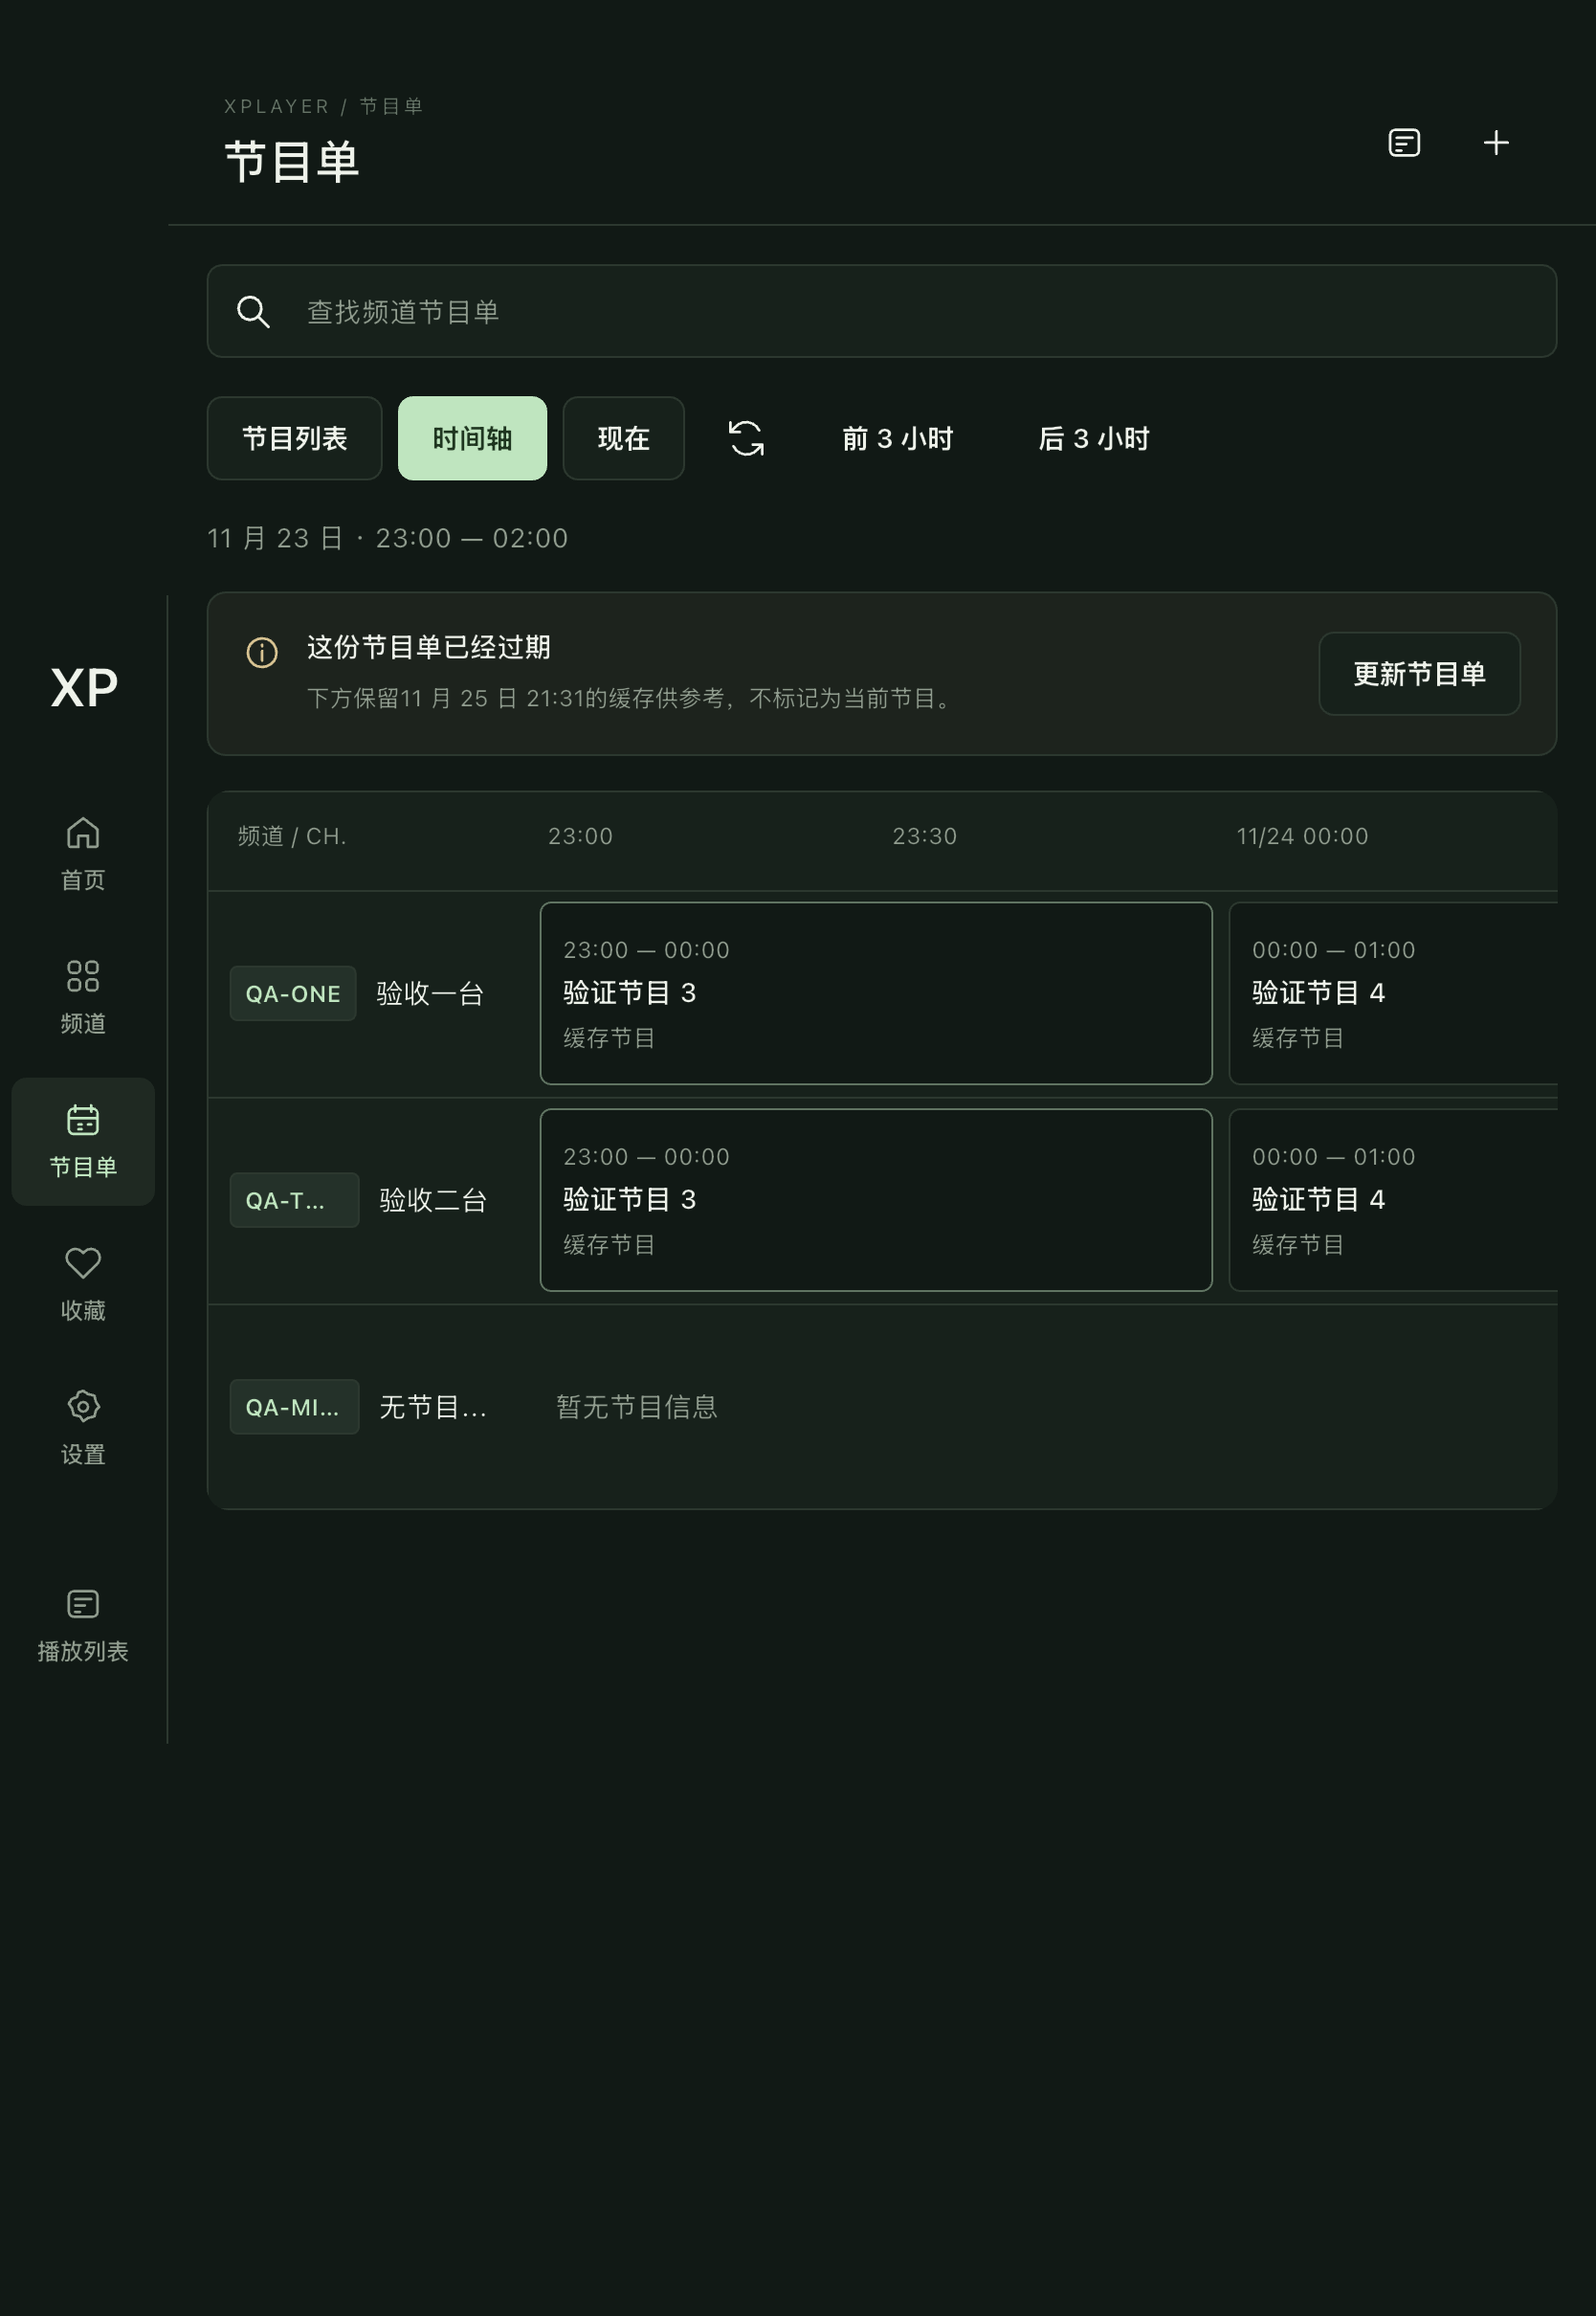 XPLAYER / 节目单
节目单
查找频道节目单
节目列表 时间轴 现在 前 3 小时 后 3 小时
11 月 23 日 · 23:00 — 02:00
这份节目单已经过期
下方保留11 月 25 日 21:31的缓存供参考，不标记为当前节目。
更新节目单
XP
首页
频道
节目单
收藏
设置
播放列表
频道 / CH. 23:00 23:30 11/24 00:00
QA-ONE 验收一台
23:00 — 00:00
验证节目 3
缓存节目
00:00 — 01:00
验证节目 4
缓存节目
QA-T... 验收二台
23:00 — 00:00
验证节目 3
缓存节目
00:00 — 01:00
验证节目 4
缓存节目
QA-MI... 无节目... 暂无节目信息